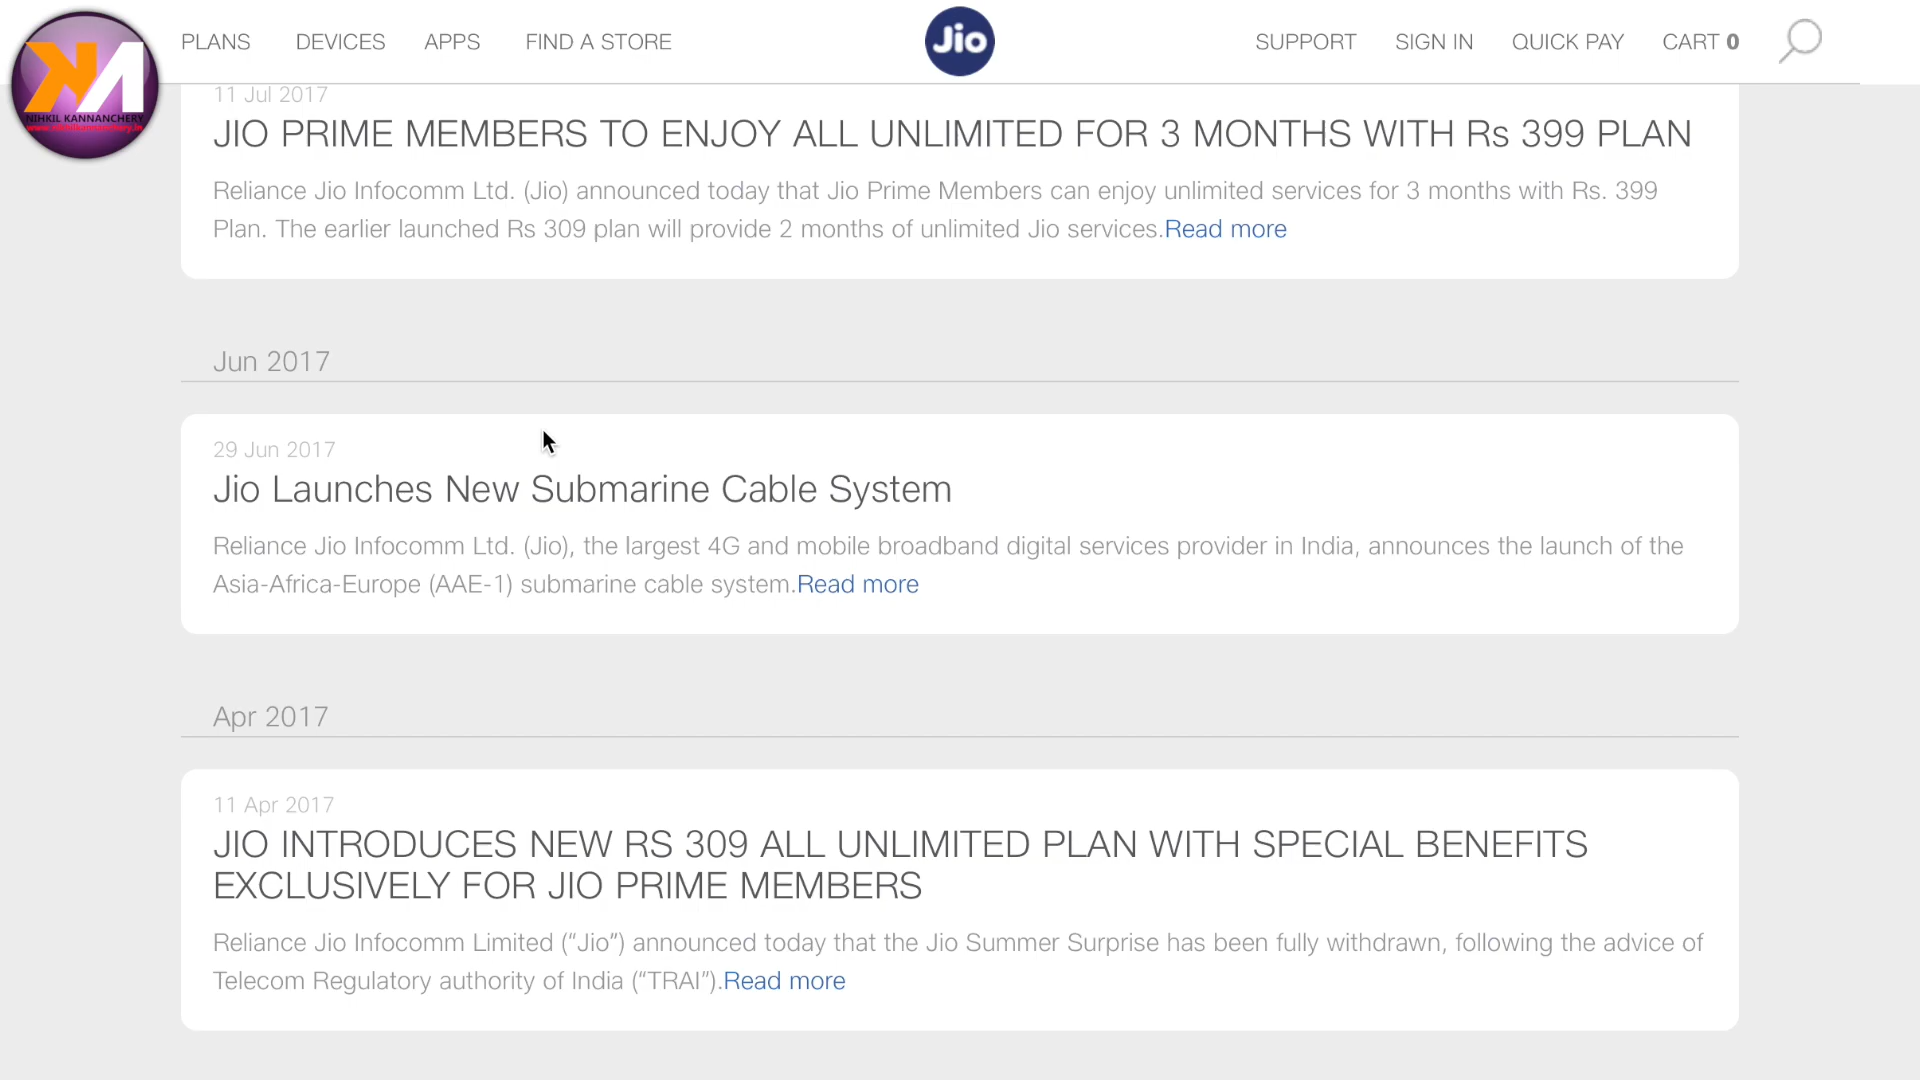 PLANS DEVICES APPS FIND A STORE Jio SUPPORT SIGN IN QUICK PAY CART 0
NIHKIL KANNANCHERY
11 Jul 2017
JIO PRIME MEMBERS TO ENJOY ALL UNLIMITED FOR 3 MONTHS WITH Rs 399 PLAN
Reliance Jio Infocomm Ltd. (Jio) announced today that Jio Prime Members can enjoy unlimited services for 3 months with Rs. 399
Plan. The earlier launched Rs 309 plan will provide 2 months of unlimited Jio services.Read more
Jun 2017
29 Jun 2017
Jio Launches New Submarine Cable System
Reliance Jio Infocomm Ltd. (Jio), the largest 4G and mobile broadband digital services provider in India, announces the launch of the
Asia-Africa-Europe (AAE-1) submarine cable system.Read more
Apr 2017
11 Apr 2017
JIO INTRODUCES NEW RS 309 ALL UNLIMITED PLAN WITH SPECIAL BENEFITS
EXCLUSIVELY FOR JIO PRIME MEMBERS
Reliance Jio Infocomm Limited (“Jio”) announced today that the Jio Summer Surprise has been fully withdrawn, following the advice of
Telecom Regulatory authority of India (“TRAI”).Read more